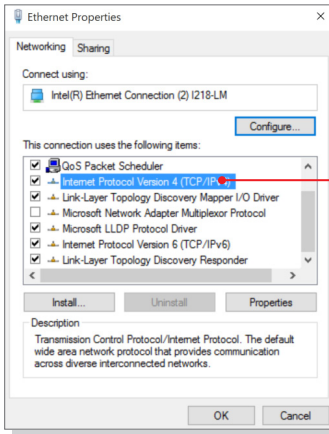 Ethernet Properties
Networking Sharing
Connect using:
Intel(R) Ethernet Connection (2) I218-LM
Configure...
This connection uses the following items:
QoS Packet Scheduler
Internet Protocol Version 4 (TCP/IPv4)
Link-Layer Topology Discovery Mapper I/O Driver
Microsoft Network Adapter Multiplexor Protocol
Microsoft LLDP Protocol Driver
Internet Protocol Version 6 (TCP/IPv6)
Link-Layer Topology Discovery Responder
Install... Uninstall Properties
Description
Transmission Control Protocol/Internet Protocol. The default
wide area network protocol that provides communication
across diverse interconnected networks.
OK Cancel